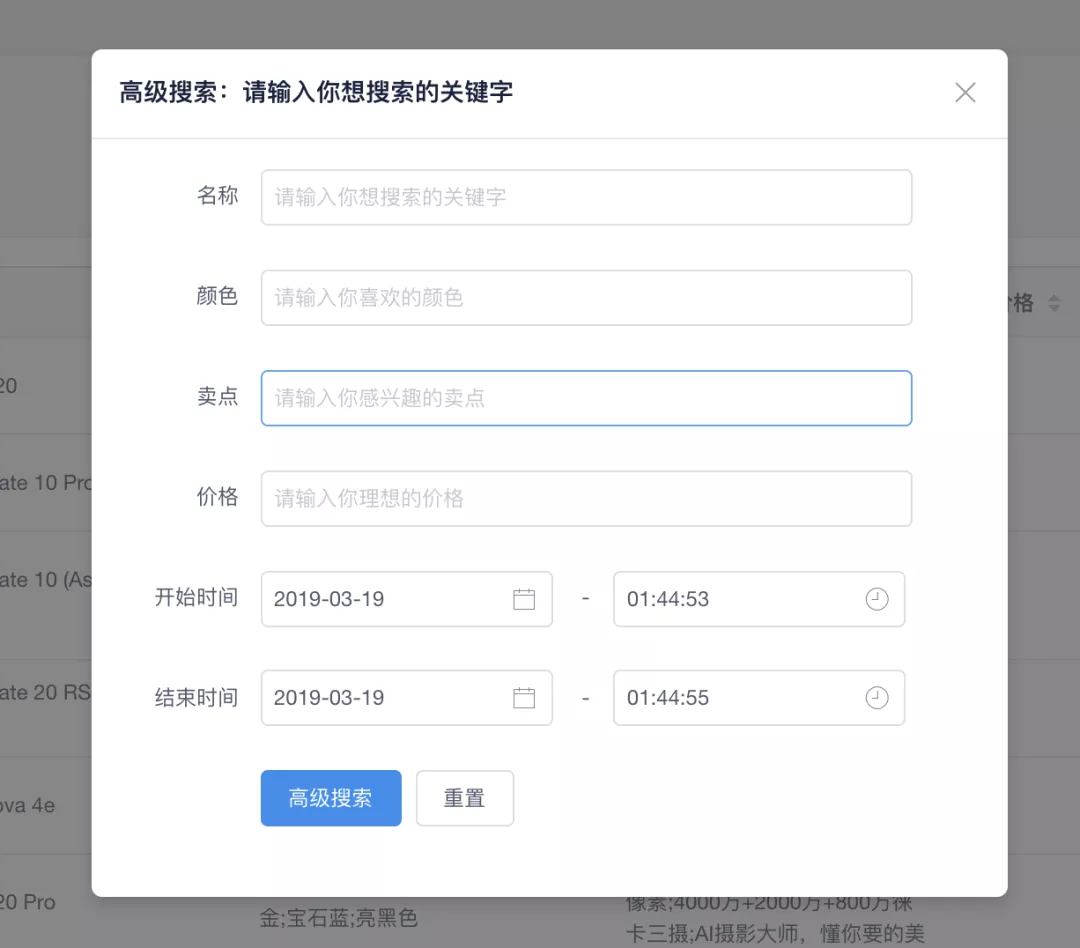 高级搜索：请输入你想搜索的关键字
名称 请输入你想搜索的关键字
颜色 请输入你喜欢的颜色
格
20
卖点 请输入你感兴趣的卖点
ate 10 Pro
价格 请输入你理想的价格
ate 10 (As
开始时间 2019-03-19 - 01:44:53
ate 20 RS
结束时间 2019-03-19 - 01:44:55
高级搜索 重置
ova 4e
20 Pro
像素;4000万+2000万+800万徕
金;宝石蓝;亮黑色
卡三摄;AI摄影大师，懂你要的美